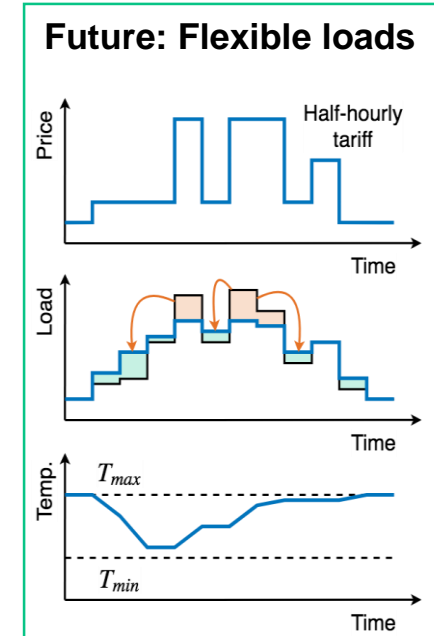 Future: Flexible loads
Price
Half-hourly
tariff
Time
Load
Time
Temp.
Tmax
Tmin
Time